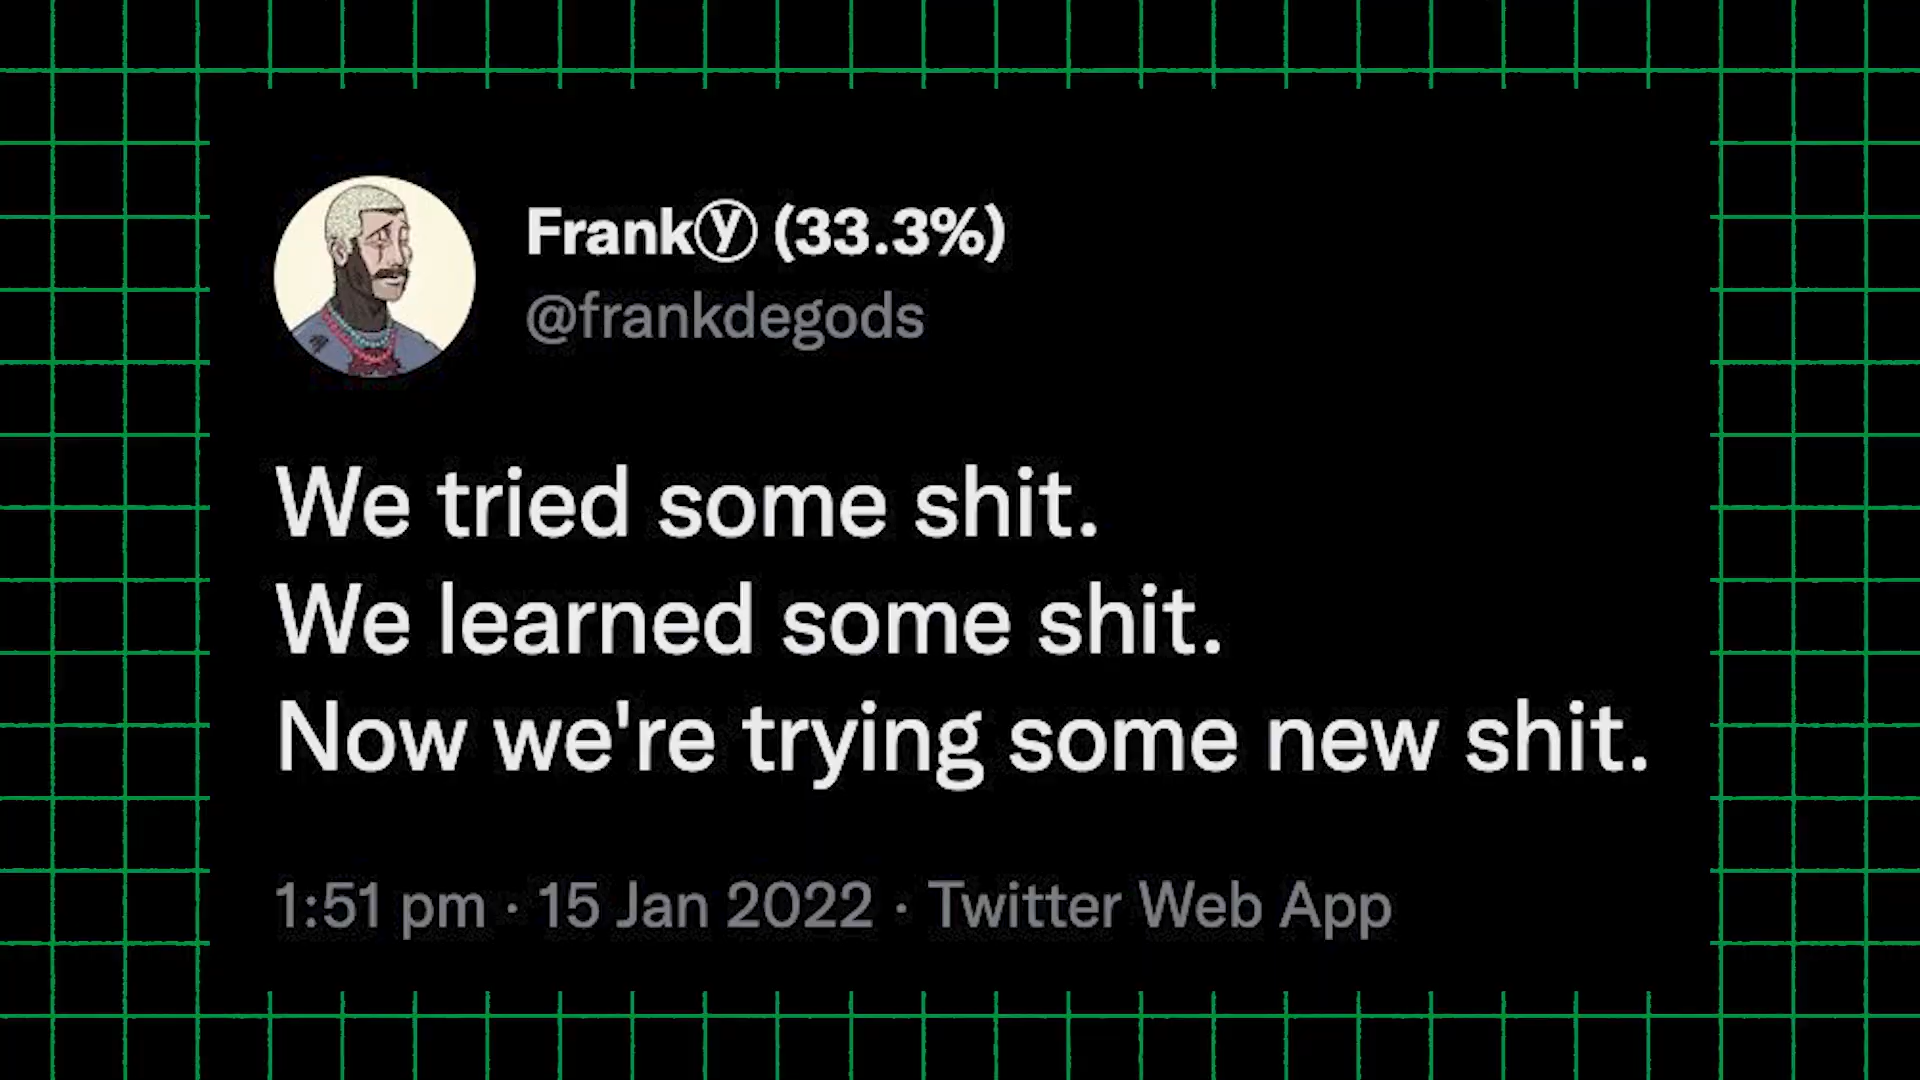 Frankⓨ (33.3%)
@frankdegods
We tried some shit.
We learned some shit.
Now we're trying some new shit.
1:51 pm · 15 Jan 2022 · Twitter Web App